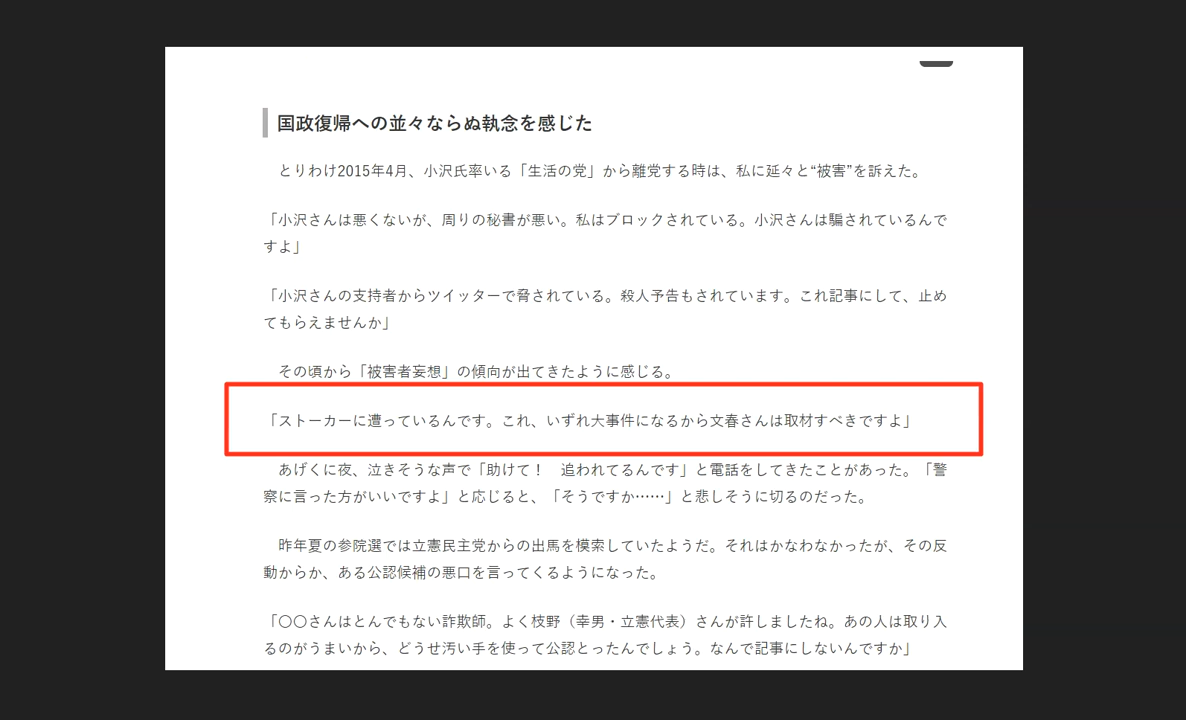 国政復帰への並々ならぬ執念を感じた
とりわけ2015年4月、小沢氏率いる「生活の党」から離党する時は、私に延々と“被害”を訴えた。
「小沢さんは悪くないが、周りの秘書が悪い。私はブロックされている。小沢さんは騙されているんで
すよ」
「小沢さんの支持者からツイッターで脅されている。殺人予告もされています。これ記事にして、止め
てもらえませんか」
その頃から「被害者妄想」の傾向が出てきたように感じる。
「ストーカーに遭っているんです。これ、いずれ大事件になるから文春さんは取材すべきですよ」
あげくに夜、泣きそうな声で「助けて！　追われてるんです」と電話をしてきたことがあった。「警
察に言った方がいいですよ」と応じると、「そうですか……」と悲しそうに切るのだった。
昨年夏の参院選では立憲民主党からの出馬を模索していたようだ。それはかなわなかったが、その反
動からか、ある公認候補の悪口を言ってくるようになった。
「〇〇さんはとんでもない詐欺師。よく枝野（幸男・立憲代表）さんが許しましたね。あの人は取り入
るのがうまいから、どうせ汚い手を使って公認とったんでしょう。なんで記事にしないんですか」